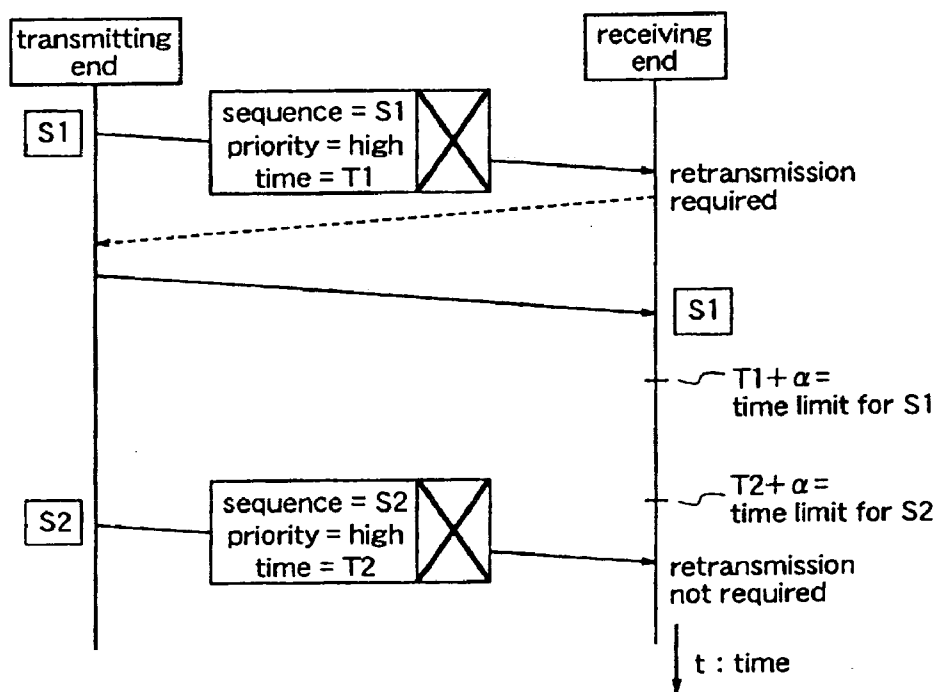 transmitting
end
receiving
end
S1
sequence = S1
priority = high
time = T1
retransmission
required
S1
T1+ α =
time limit for S1
T2+ α =
time limit for S2
S2
sequence = S2
priority = high
time = T2
retransmission
not required
t : time